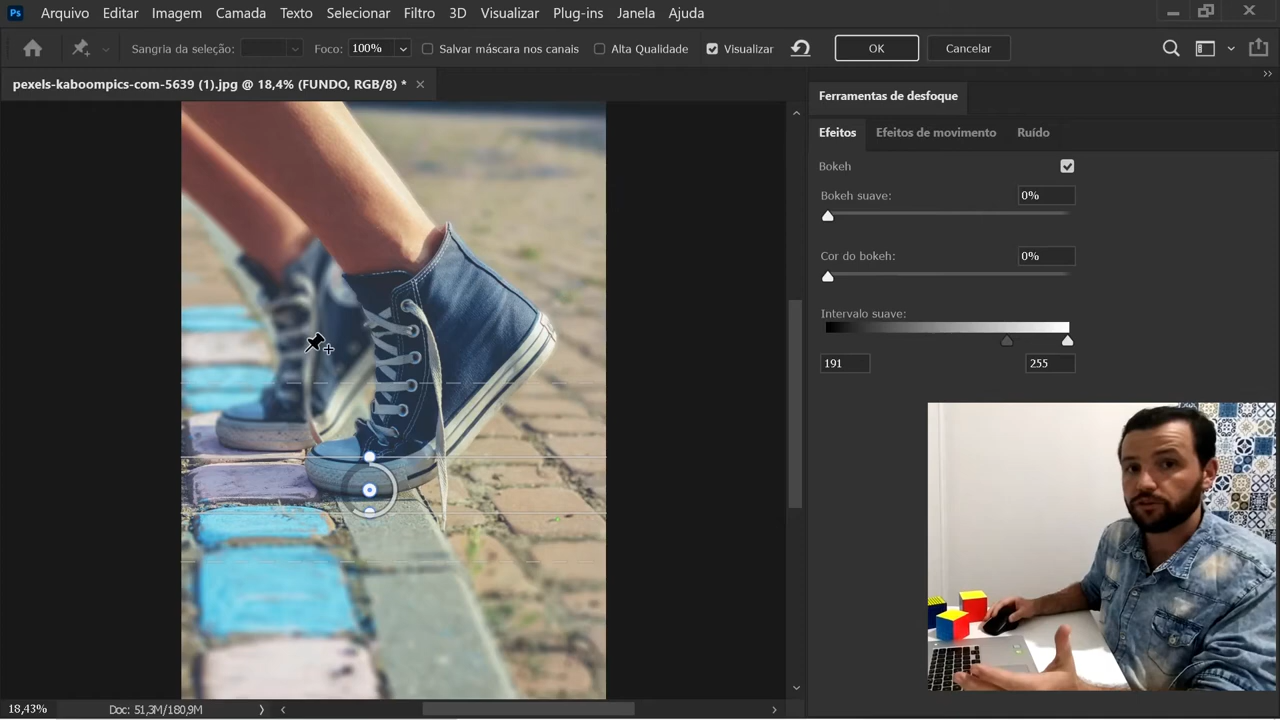 Ps Arquivo Editar Imagem Camada Texto Selecionar Filtro 3D Visualizar Plug-ins Janela Ajuda
Sangria da seleção: Foco: 100% Salvar máscara nos canais Alta Qualidade Visualizar OK Cancelar
pexels-kaboompics-com-5639 (1).jpg @ 18,4% (FUNDO, RGB/8) *
Ferramentas de desfoque
Efeitos Efeitos de movimento Ruído
Bokeh
Bokeh suave: 0%
Cor do bokeh: 0%
Intervalo suave:
191 255
18,43% Doc: 51,3M/180,9M